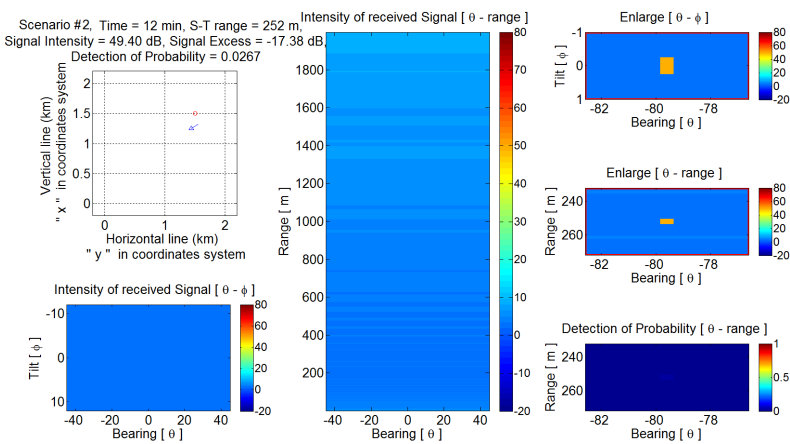 Scenario #2, Time = 12 min, S-T range = 252 m,
Signal Intensity = 49.40 dB, Signal Excess = -17.38 dB,
Detection of Probability = 0.0267
Vertical line (km)
" x " in coordinates system
2
1.5
1
0.5
0
0 1 2
Horizontal line (km)
" y " in coordinates system
Intensity of received Signal [ θ - ϕ ]
Tilt [ ϕ ]
-10
0
10
-40 -20 0 20 40
Bearing [ θ ]
80
60
40
20
0
-20
Intensity of received Signal [ θ - range ]
Range [ m ]
1800
1600
1400
1200
1000
800
600
400
200
-40 -20 0 20 40
Bearing [ θ ]
80
70
60
50
40
30
20
10
0
-10
-20
Enlarge [ θ - ϕ ]
Tilt [ ϕ ]
-1
0
1
-82 -80 -78
Bearing [ θ ]
80
60
40
20
0
-20
Enlarge [ θ - range ]
Range [ m ]
240
260
-82 -80 -78
Bearing [ θ ]
80
60
40
20
0
-20
Detection of Probability [ θ - range ]
Range [ m ]
240
260
-82 -80 -78
Bearing [ θ ]
1
0.5
0